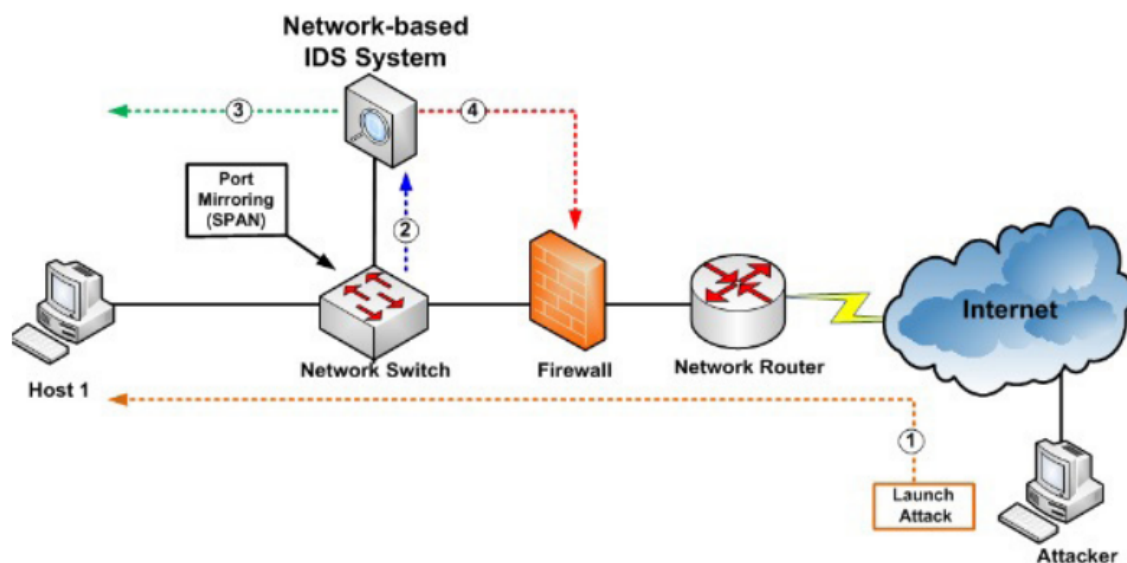 Network-based
IDS System
3
4
Port
Mirroring
(SPAN)
2
Internet
Network Switch
Firewall
Network Router
Host 1
1
Launch
Attack
Attacker